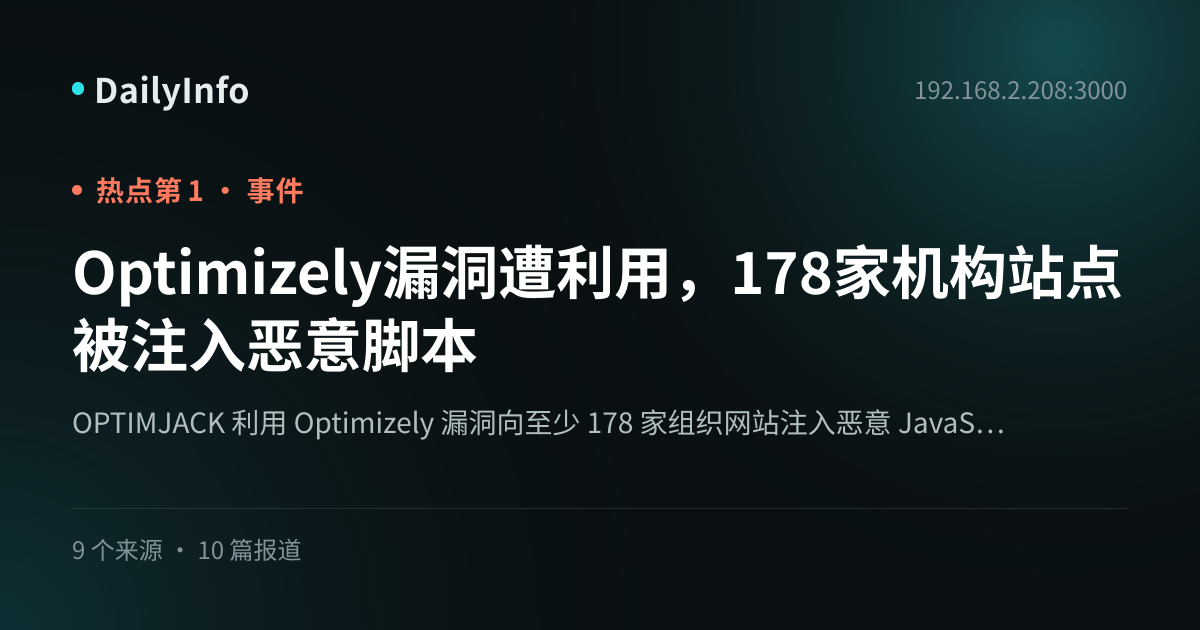 DailyInfo
192.168.2.208:3000
热点第 1 · 事件
Optimizely漏洞遭利用，178家机构站点
被注入恶意脚本
OPTIMJACK 利用 Optimizely 漏洞向至少 178 家组织网站注入恶意 JavaS…
9 个来源 · 10 篇报道